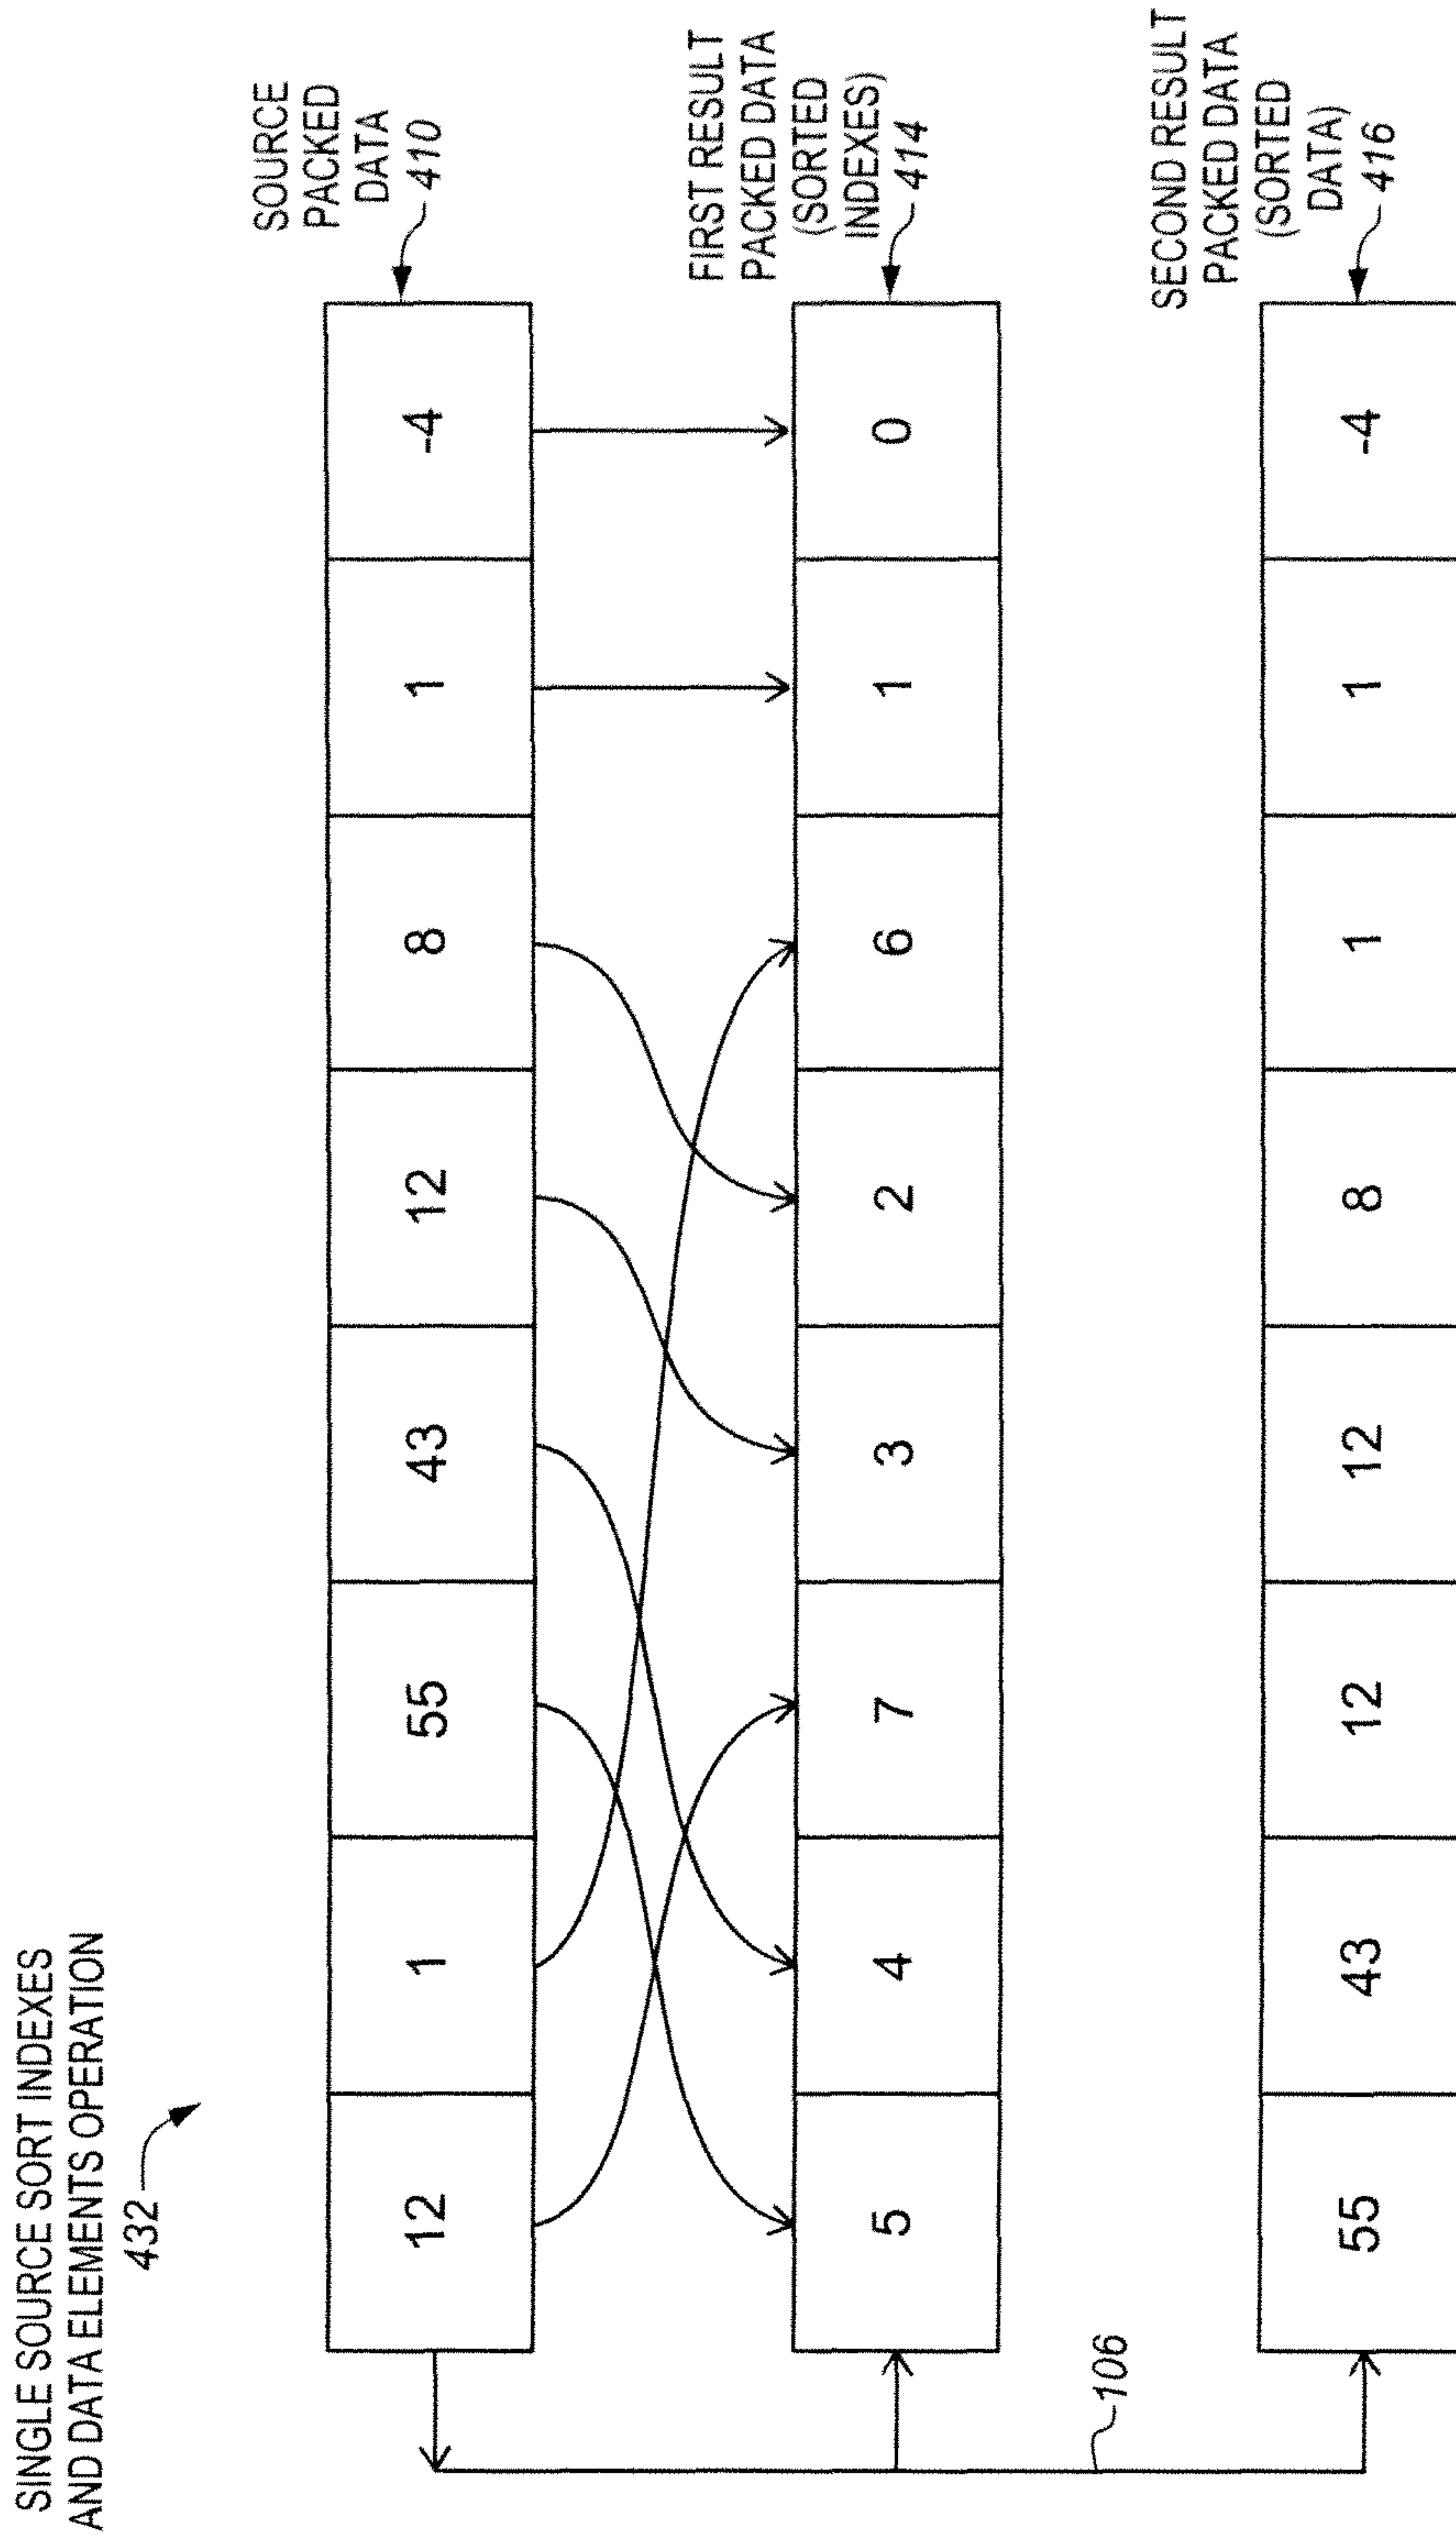 SINGLE SOURCE SORT INDEXES
AND DATA ELEMENTS OPERATION
432
SOURCE
PACKED
DATA
410
12 1 55 43 12 8 1 -4
FIRST RESULT
PACKED DATA
(SORTED
INDEXES)
414
5 4 7 3 2 6 1 0
106
SECOND RESULT
PACKED DATA
(SORTED
DATA)
416
55 43 12 12 8 1 1 -4